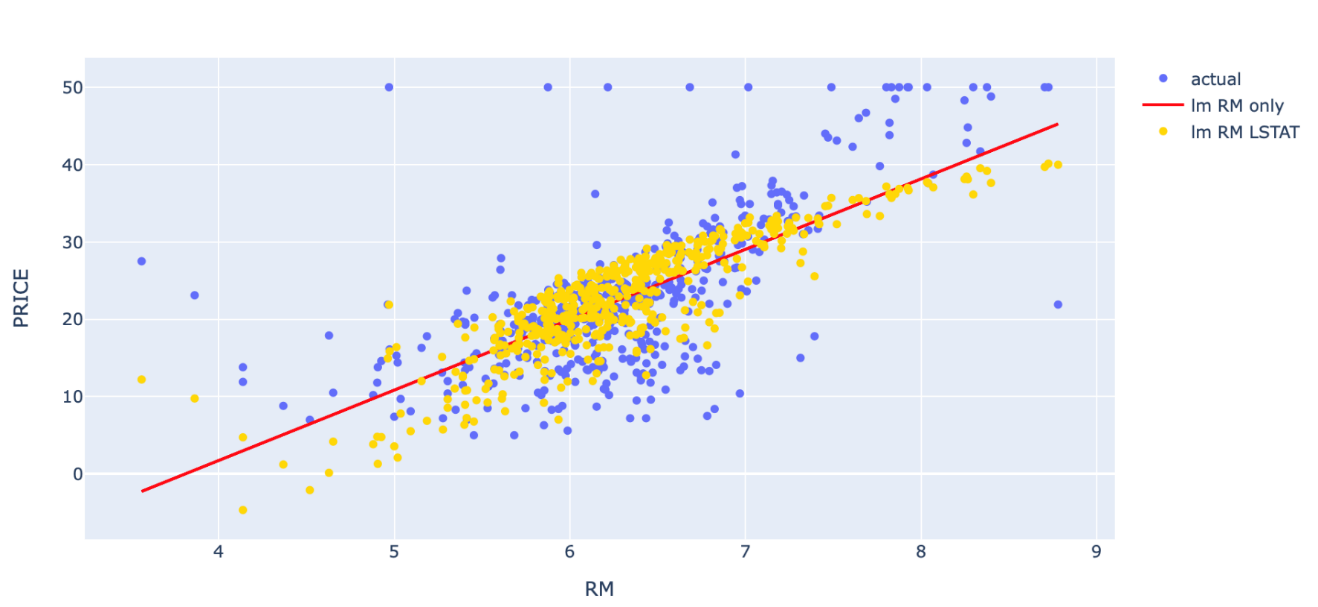 actual
lm RM only
lm RM LSTAT
PRICE
50
40
30
20
10
0
4 5 6 7 8 9
RM